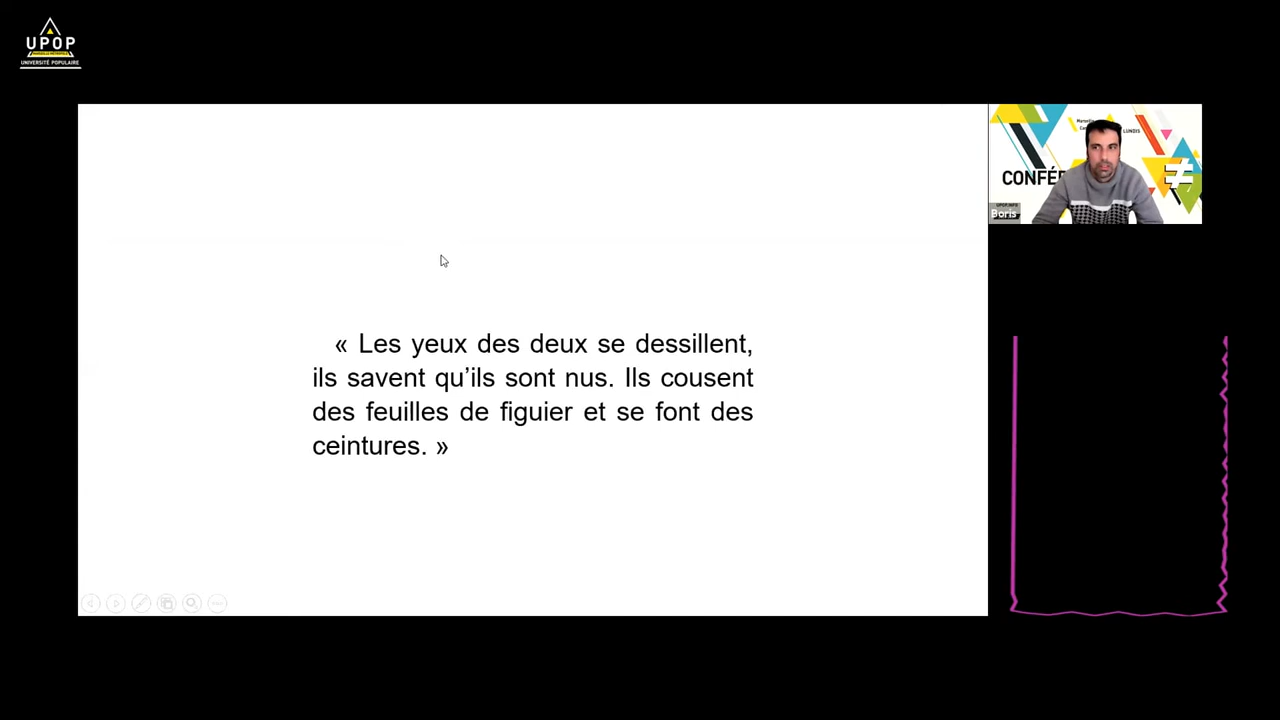 UPOP
UNIVERSITÉ POPULAIRE
CONFÉ
LUNDIS
≠
Boris
« Les yeux des deux se dessillent,
ils savent qu’ils sont nus. Ils cousent
des feuilles de figuier et se font des
ceintures. »